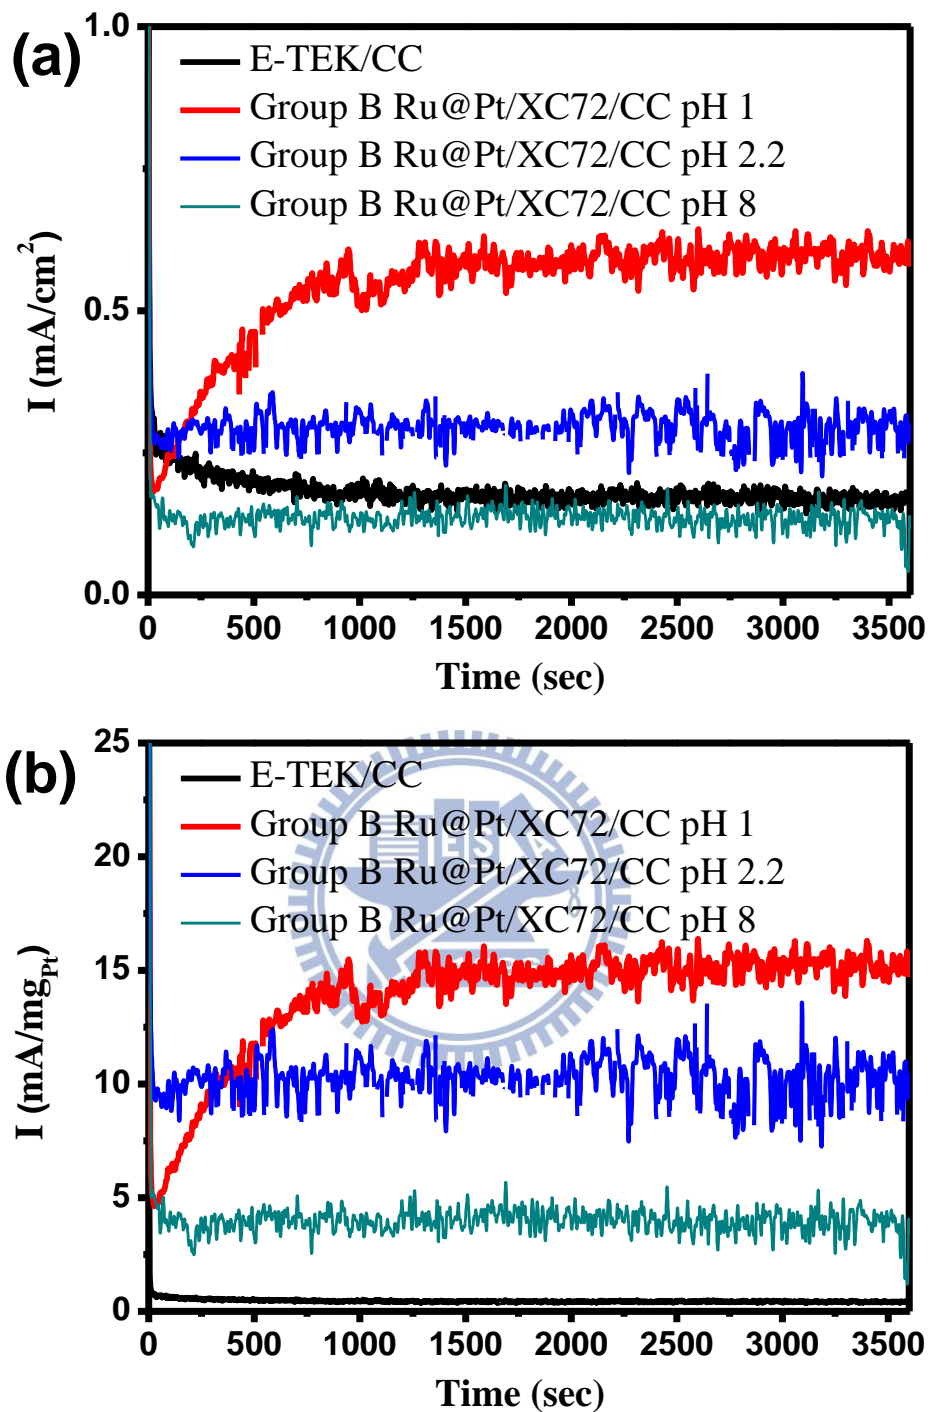 (a)
E-TEK/CC
Group B Ru@Pt/XC72/CC pH 1
Group B Ru@Pt/XC72/CC pH 2.2
Group B Ru@Pt/XC72/CC pH 8
1.0
0.5
0.0
I (mA/cm²)
0 500 1000 1500 2000 2500 3000 3500
Time (sec)
(b)
E-TEK/CC
Group B Ru@Pt/XC72/CC pH 1
Group B Ru@Pt/XC72/CC pH 2.2
Group B Ru@Pt/XC72/CC pH 8
25
20
15
10
5
0
I (mA/mg_Pt)
0 500 1000 1500 2000 2500 3000 3500
Time (sec)